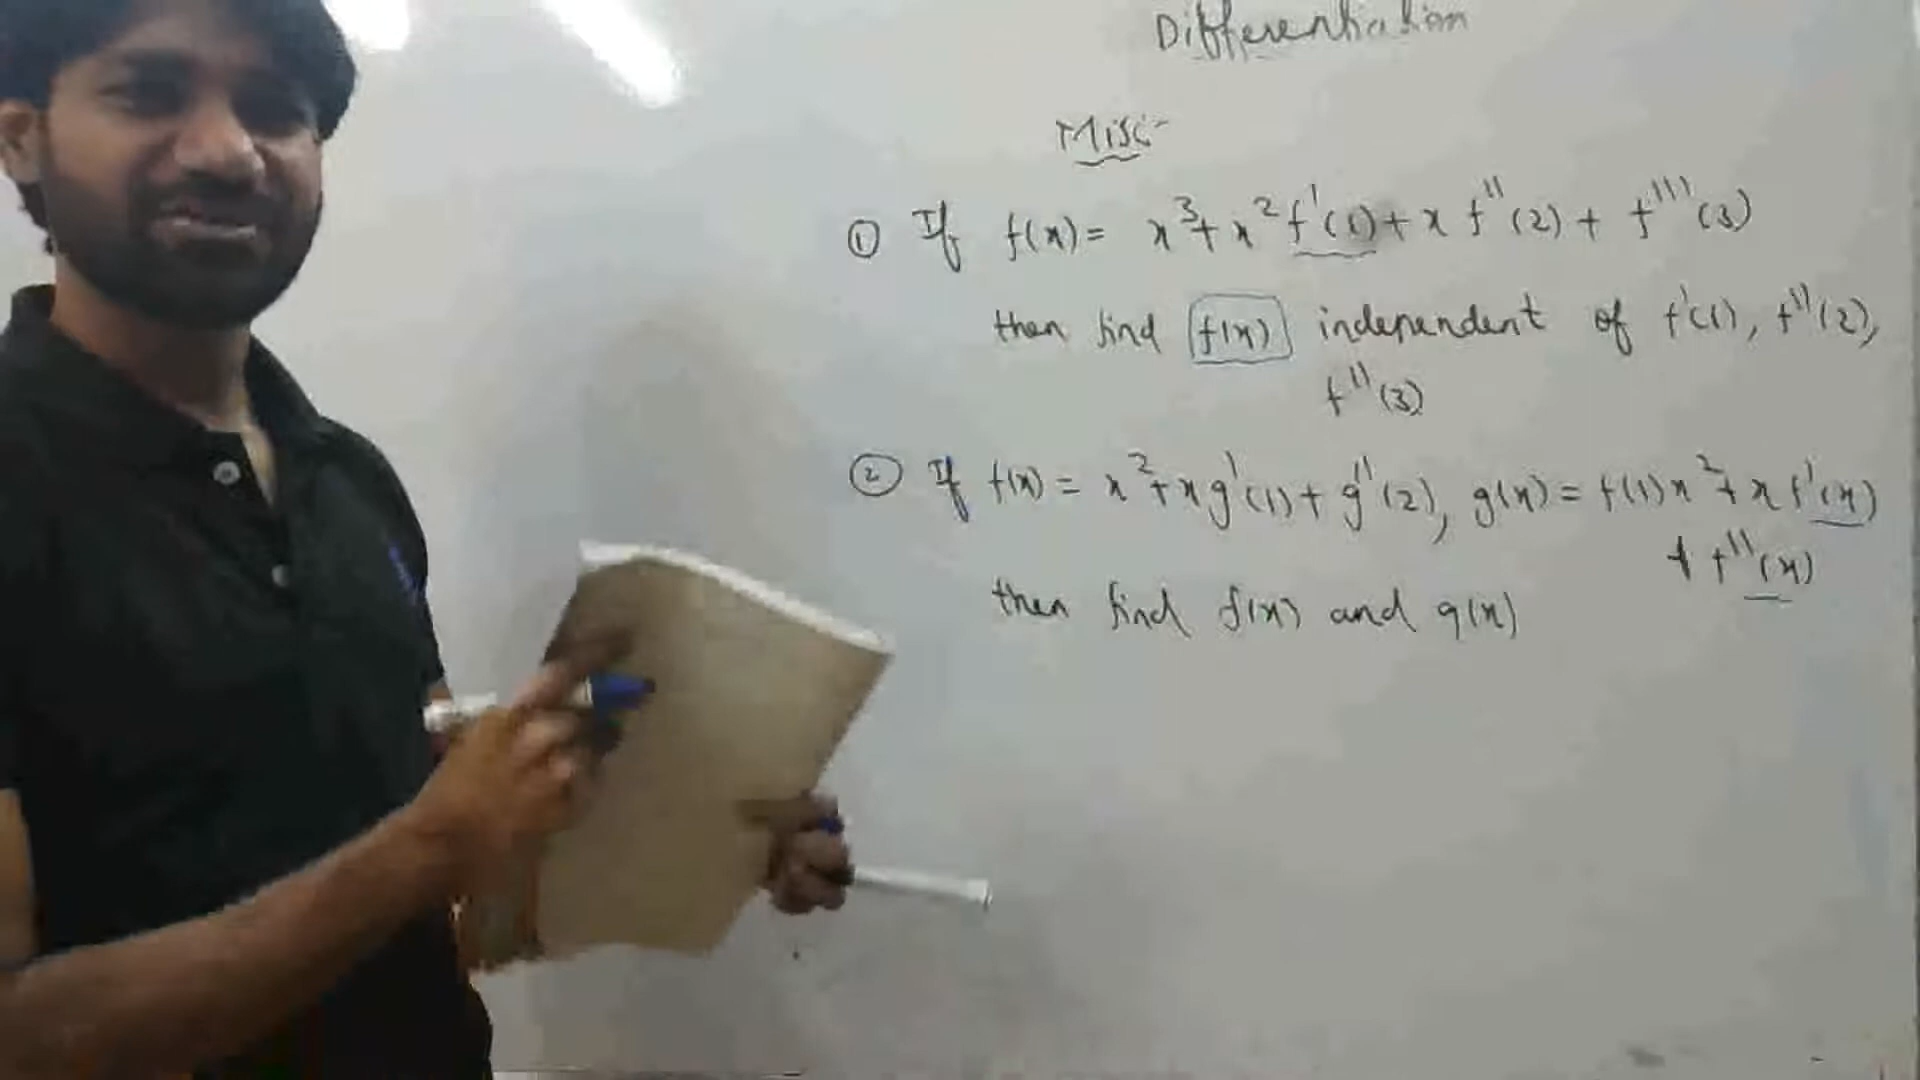 Differentiation
Misc-
① If f(x) = x³ + x² f'(1) + x f''(2) + f'''(3)
then find f(x) independent of f'(1), f''(2),
f''(3)
② If f(x) = x² + x g'(1) + g''(2), g(x) = f(1) x² + x f'(x)
+ f''(x)
then find f(x) and g(x)